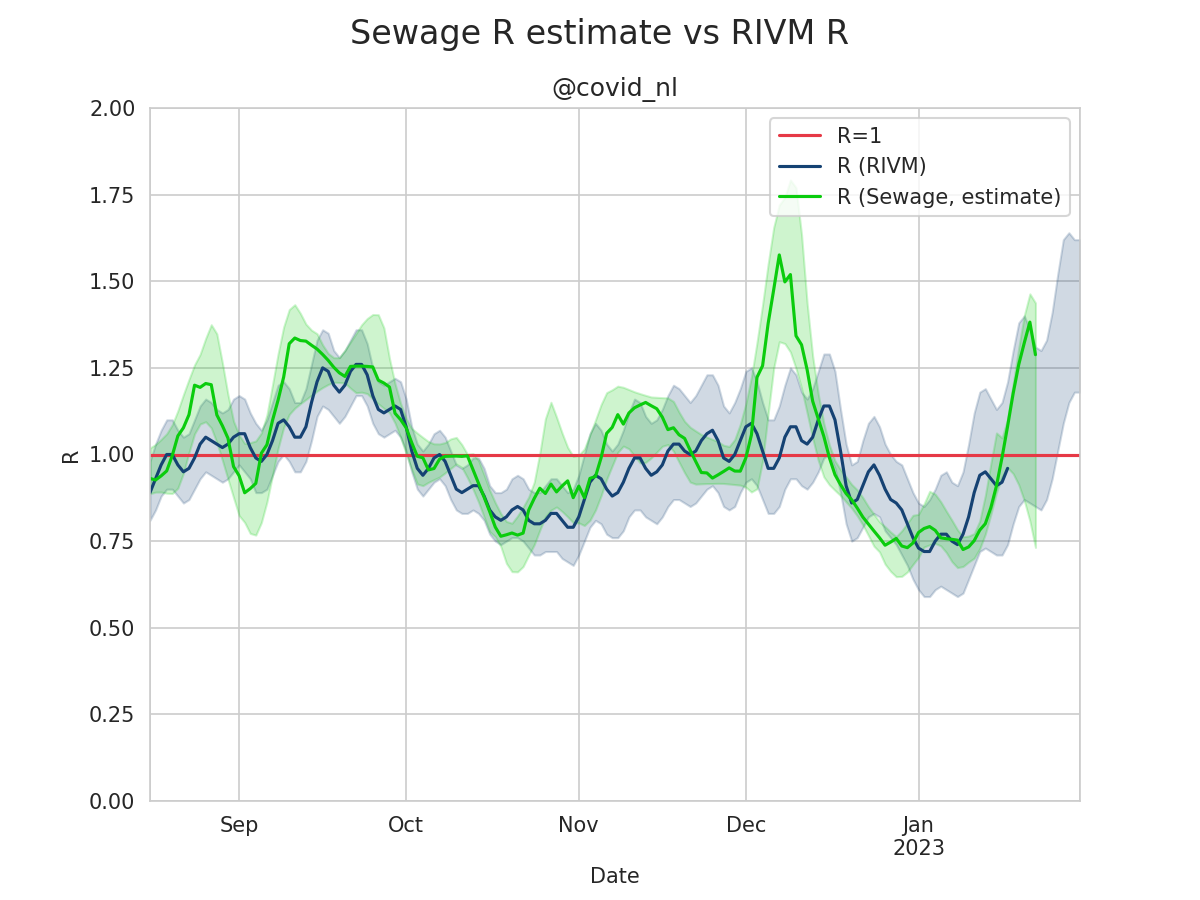 Sewage R estimate vs RIVM R
@covid_nl
2.00
1.75
1.50
1.25
1.00
0.75
0.50
0.25
0.00
R
R=1
R (RIVM)
R (Sewage, estimate)
Sep
Oct
Nov
Dec
Jan
2023
Date